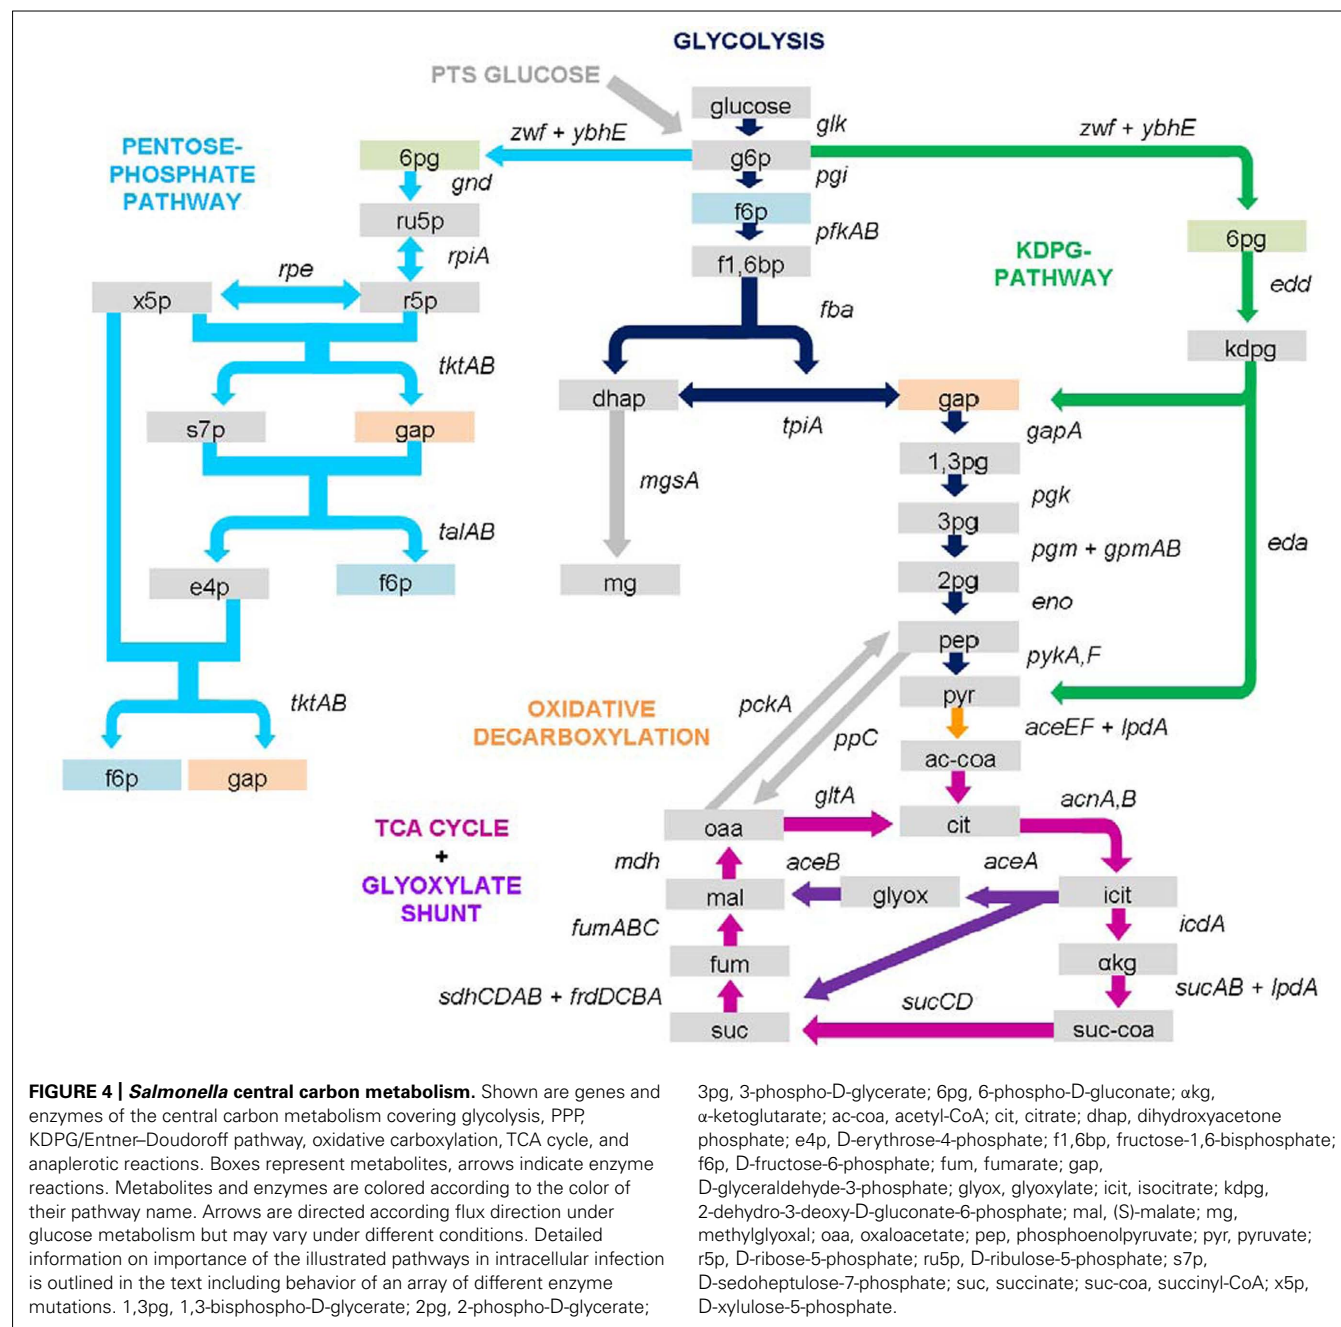 GLYCOLYSIS
PTS GLUCOSE
glucose
glk
zwf + ybhE
zwf + ybhE
PENTOSE-
PHOSPHATE
PATHWAY
6pg
g6p
pgi
gnd
ru5p
f6p
pfkAB
6pg
rpiA
f1,6bp
KDPG-
PATHWAY
edd
rpe
x5p
r5p
fba
kdpg
tktAB
dhap
gap
tpiA
gapA
s7p
gap
1,3pg
mgsA
pgk
3pg
talAB
pgm + gpmAB
eda
e4p
f6p
mg
2pg
eno
pep
pykA,F
pyr
tktAB
pckA
OXIDATIVE
DECARBOXYLATION
ppC
aceEF + lpdA
ac-coa
f6p
gap
gltA
acnA,B
TCA CYCLE
+
GLYOXYLATE
SHUNT
oaa
cit
mdh
aceB
aceA
mal
glyox
icit
fumABC
icdA
fum
αkg
sdhCDAB + frdDCBA
sucCD
sucAB + lpdA
suc
suc-coa
FIGURE 4 | Salmonella central carbon metabolism. Shown are genes and
enzymes of the central carbon metabolism covering glycolysis, PPP,
KDPG/Entner–Doudoroff pathway, oxidative carboxylation, TCA cycle, and
anaplerotic reactions. Boxes represent metabolites, arrows indicate enzyme
reactions. Metabolites and enzymes are colored according to the color of
their pathway name. Arrows are directed according flux direction under
glucose metabolism but may vary under different conditions. Detailed
information on importance of the illustrated pathways in intracellular infection
is outlined in the text including behavior of an array of different enzyme
mutations. 1,3pg, 1,3-bisphospho-D-glycerate; 2pg, 2-phospho-D-glycerate;
3pg, 3-phospho-D-glycerate; 6pg, 6-phospho-D-gluconate; αkg,
α-ketoglutarate; ac-coa, acetyl-CoA; cit, citrate; dhap, dihydroxyacetone
phosphate; e4p, D-erythrose-4-phosphate; f1,6bp, fructose-1,6-bisphosphate;
f6p, D-fructose-6-phosphate; fum, fumarate; gap,
D-glyceraldehyde-3-phosphate; glyox, glyoxylate; icit, isocitrate; kdpg,
2-dehydro-3-deoxy-D-gluconate-6-phosphate; mal, (S)-malate; mg,
methylglyoxal; oaa, oxaloacetate; pep, phosphoenolpyruvate; pyr, pyruvate;
r5p, D-ribose-5-phosphate; ru5p, D-ribulose-5-phosphate; s7p,
D-sedoheptulose-7-phosphate; suc, succinate; suc-coa, succinyl-CoA; x5p,
D-xylulose-5-phosphate.